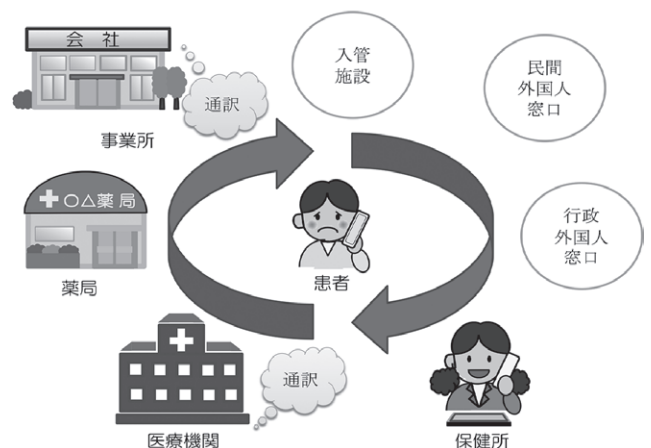 会社
通訳
事業所
入管
施設
民間
外国人
窓口
〇△薬局
薬局
患者
行政
外国人
窓口
通訳
医療機関
保健所